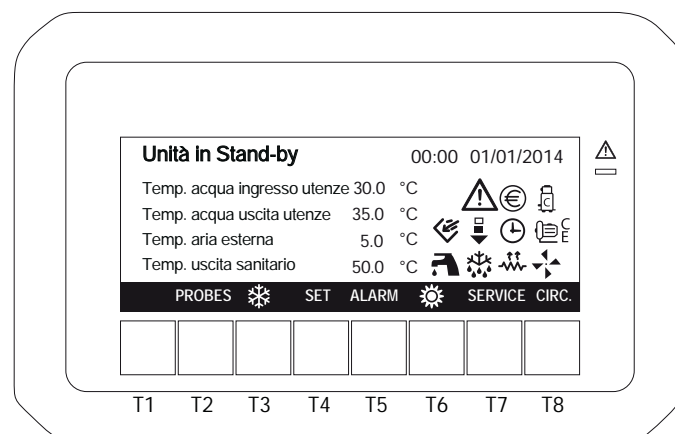 Unità in Stand-by 00:00 01/01/2014
Temp. acqua ingresso utenze 30.0 °C
Temp. acqua uscita utenze 35.0 °C
Temp. aria esterna 5.0 °C
Temp. uscita sanitario 50.0 °C
€ C
C
E
PROBES SET ALARM SERVICE CIRC.
T1 T2 T3 T4 T5 T6 T7 T8